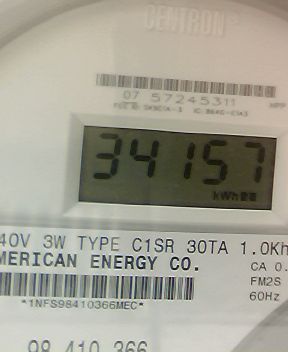 CENTRON®
07 57245311
34157
kWh
40V 3W TYPE C1SR 30TA 1.0Kh
MERICAN ENERGY CO.
CA 0.
FM2S
60Hz
*1NFS98410366MEC*
98 410 366